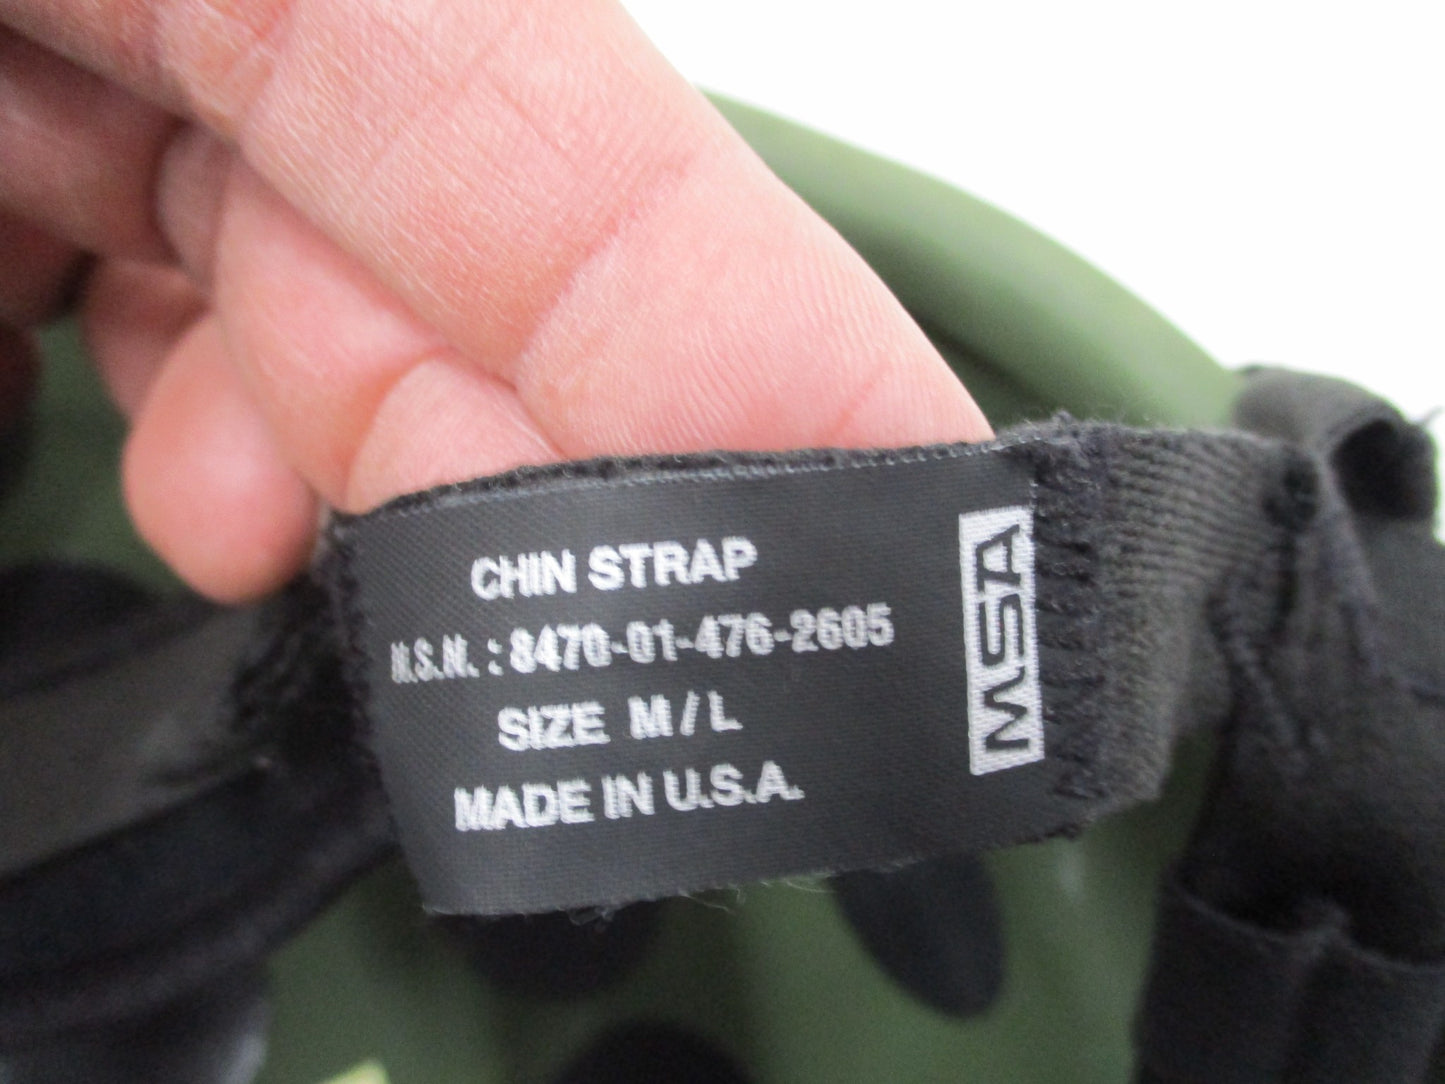 CHIN STRAP
N.S.N. : 8470-01-476-2605
SIZE M / L
MADE IN U.S.A.
MSA